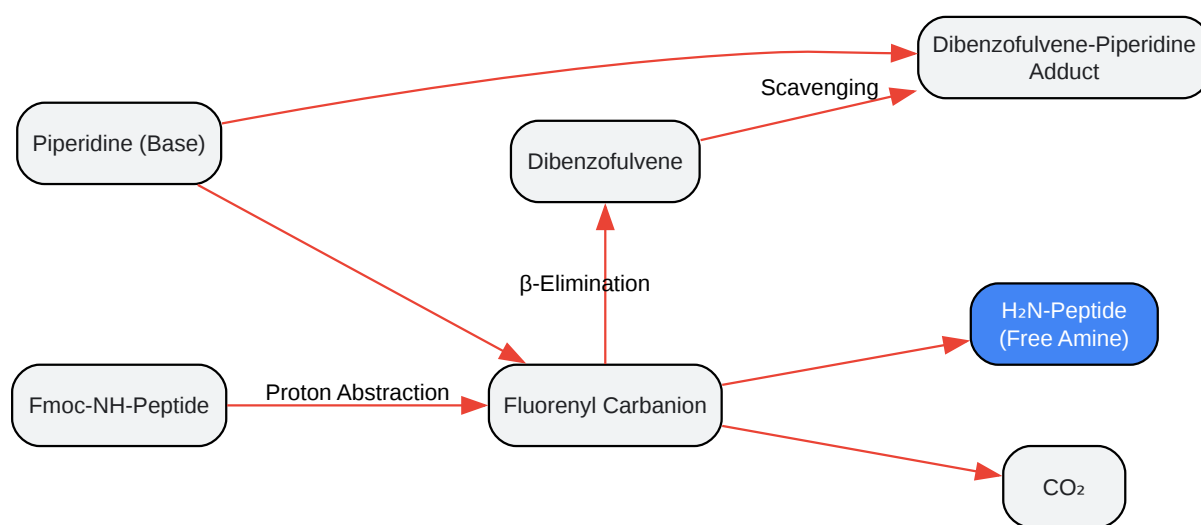 Dibenzofulvene-Piperidine
Adduct
Scavenging
Piperidine (Base)
Dibenzofulvene
β-Elimination
H₂N-Peptide
(Free Amine)
Fmoc-NH-Peptide
Proton Abstraction
Fluorenyl Carbanion
CO₂